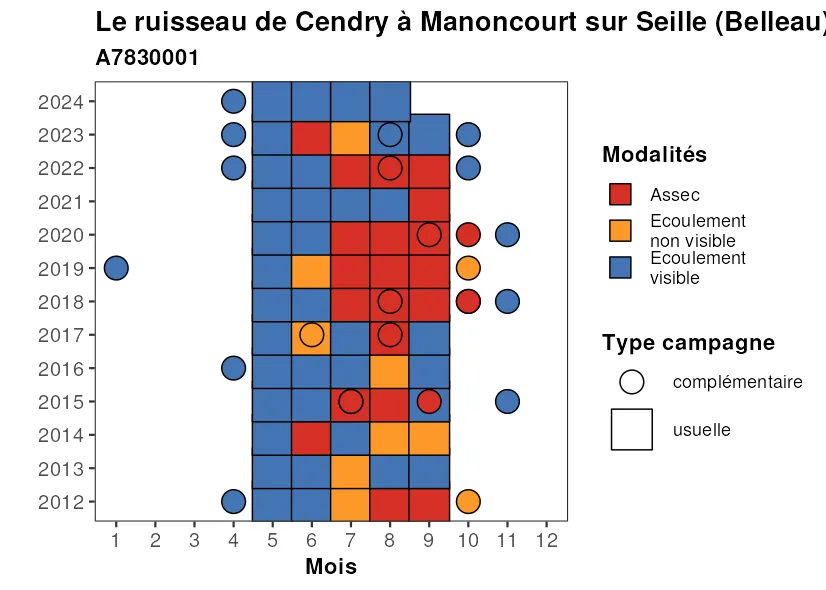 Le ruisseau de Cendry à Manoncourt sur Seille (Belleau)
A7830001
2024
2023
2022
2021
2020
2019
2018
2017
2016
2015
2014
2013
2012
1 2 3 4 5 6 7 8 9 10 11 12
Mois
Modalités
Assec
Ecoulement
non visible
Ecoulement
visible
Type campagne
complémentaire
usuelle